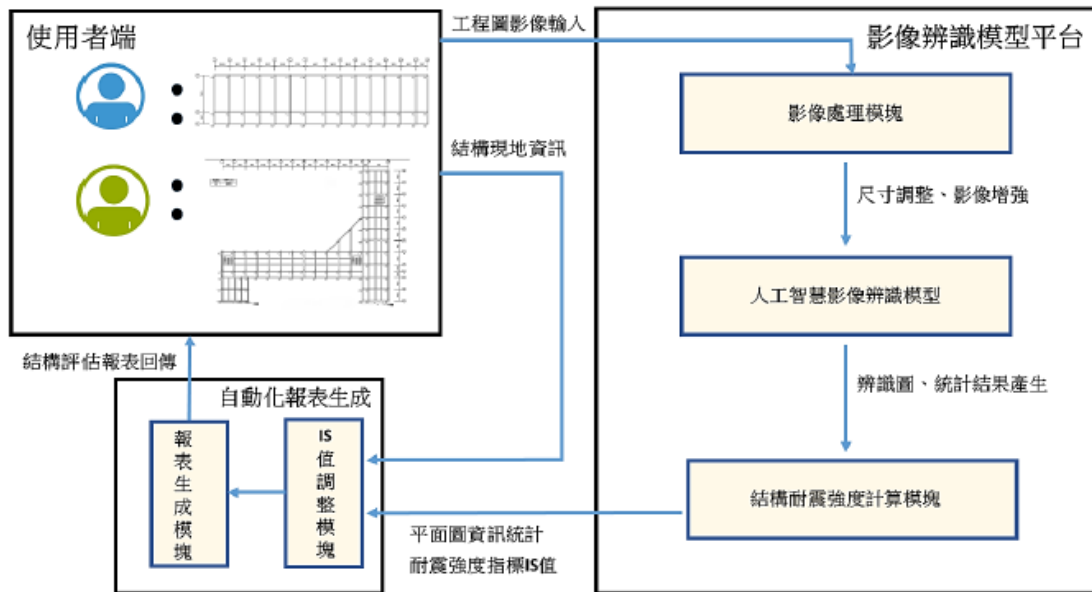 使用者端
工程圖影像輸入
影像辨識模型平台
影像處理模塊
結構現地資訊
尺寸調整、影像增強
人工智慧影像辨識模型
結構評估報表回傳
辨識圖、統計結果產生
自動化報表生成
報表生成模塊
IS值調整模塊
結構耐震強度計算模塊
平面圖資訊統計
耐震強度指標IS值